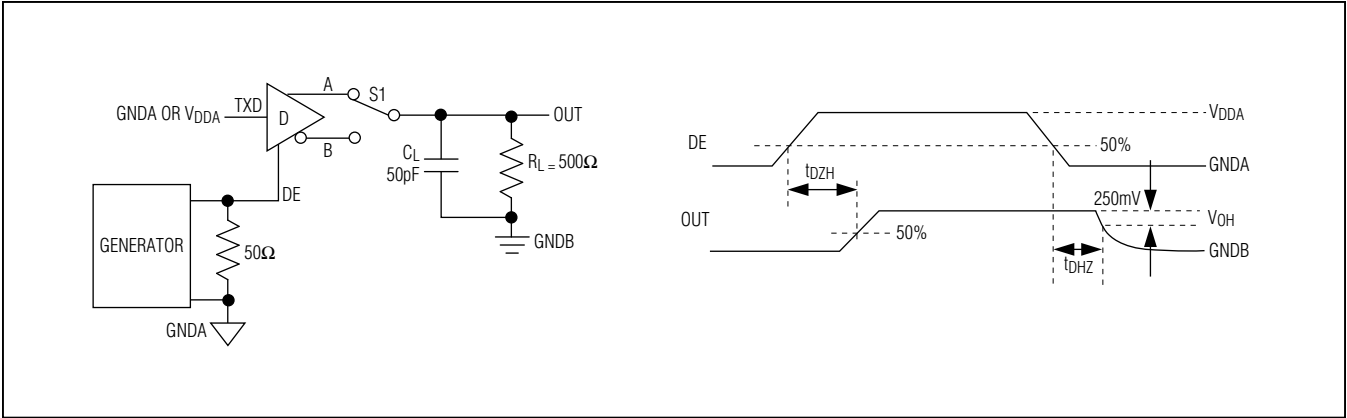 GNDA OR VDDA
TXD
D
A
B
S1
OUT
CL
50pF
RL = 500Ω
GNDB
DE
GENERATOR
50Ω
GNDA
DE
VDDA
50%
GNDA
tDZH
250mV
OUT
50%
VOH
GNDB
tDHZ